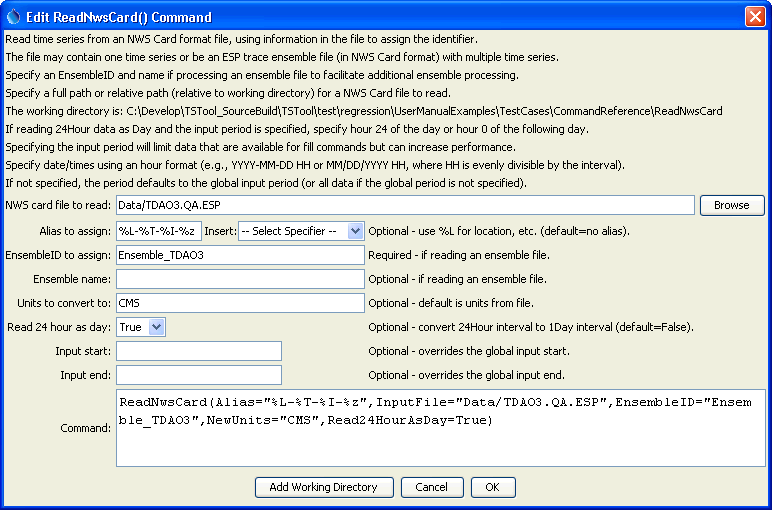 Edit ReadNwsCard() Command
Read time series from an NWS Card format file, using information in the file to assign the identifier.
The file may contain one time series or be an ESP trace ensemble file (in NWS Card format) with multiple time series.
Specify an EnsembleID and name if processing an ensemble file to facilitate additional ensemble processing.
Specify a full path or relative path (relative to working directory) for a NWS Card file to read.
The working directory is: C:\Develop\TSTool_SourceBuild\TSTool\test\regression\UserManualExamples\TestCases\CommandReference\ReadNwsCard
If reading 24Hour data as Day and the input period is specified, specify hour 24 of the day or hour 0 of the following day.
Specifying the input period will limit data that are available for fill commands but can increase performance.
Specify date/times using an hour format (e.g., YYYY-MM-DD HH or MM/DD/YYYY HH, where HH is evenly divisible by the interval).
If not specified, the period defaults to the global input period (or all data if the global period is not specified).
NWS card file to read: Data/TDAO3.QA.ESP Browse
Alias to assign: %L-%T-%I-%z Insert: -- Select Specifier -- Optional - use %L for location, etc. (default=no alias).
EnsembleID to assign: Ensemble_TDAO3 Required - if reading an ensemble file.
Ensemble name: Optional - if reading an ensemble file.
Units to convert to: CMS Optional - default is units from file.
Read 24 hour as day: True Optional - convert 24Hour interval to 1Day interval (default=False).
Input start: Optional - overrides the global input start.
Input end: Optional - overrides the global input end.
Command: ReadNwsCard(Alias="%L-%T-%I-%z",InputFile="Data/TDAO3.QA.ESP",EnsembleID="Ensem
ble_TDAO3",NewUnits="CMS",Read24HourAsDay=True)
Add Working Directory Cancel OK